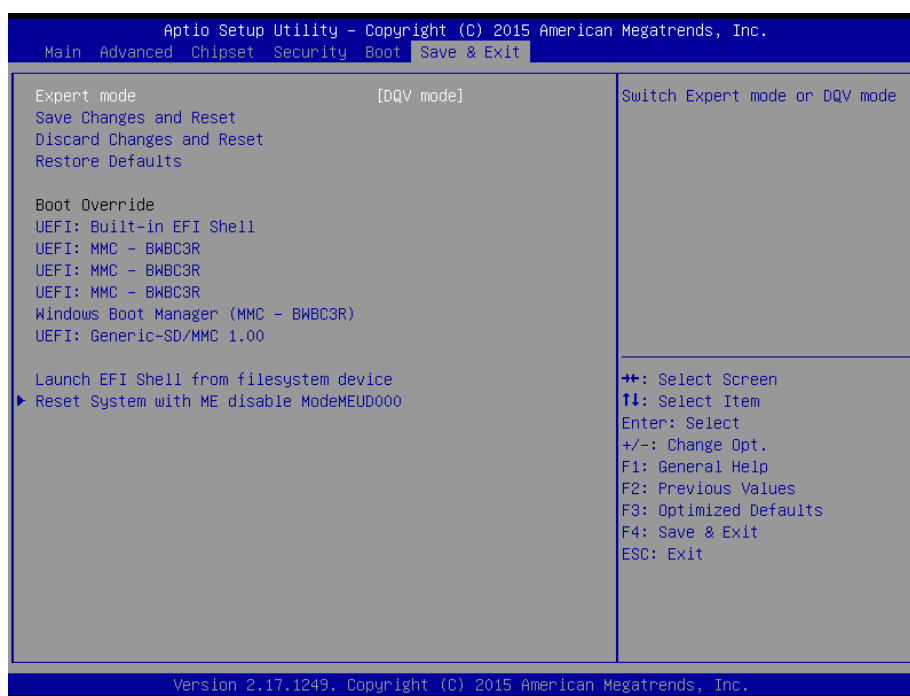 Aptio Setup Utility – Copyright (C) 2015 American Megatrends, Inc.
Main Advanced Chipset Security Boot Save & Exit
Expert mode [DQV mode]
Save Changes and Reset
Discard Changes and Reset
Restore Defaults
Boot Override
UEFI: Built-in EFI Shell
UEFI: MMC – BWBC3R
UEFI: MMC – BWBC3R
UEFI: MMC – BWBC3R
Windows Boot Manager (MMC – BWBC3R)
UEFI: Generic-SD/MMC 1.00
Launch EFI Shell from filesystem device
▶ Reset System with ME disable ModeMEUD000
Switch Expert mode or DQV mode
→←: Select Screen
↑↓: Select Item
Enter: Select
+/-: Change Opt.
F1: General Help
F2: Previous Values
F3: Optimized Defaults
F4: Save & Exit
ESC: Exit
Version 2.17.1249. Copyright (C) 2015 American Megatrends, Inc.